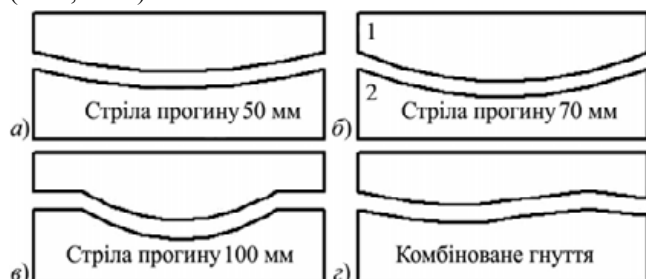 1
2
а) Стріла прогину 50 мм
б) Стріла прогину 70 мм
в) Стріла прогину 100 мм
г) Комбіноване гнуття